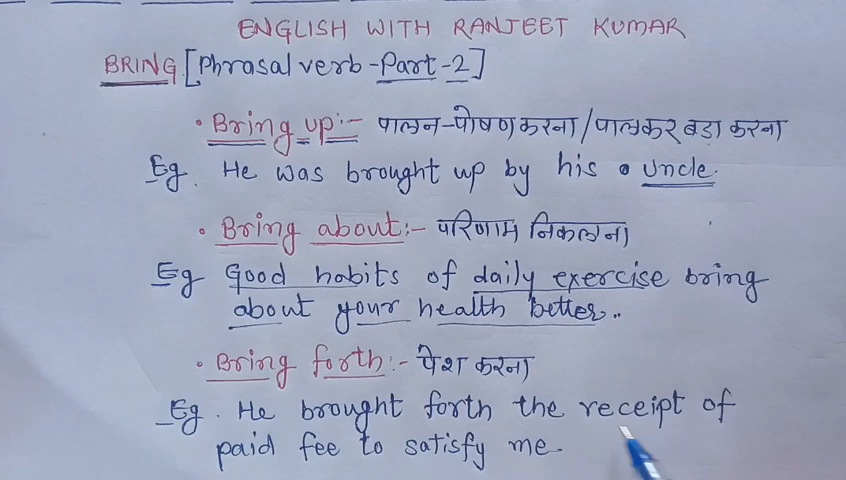 ENGLISH WITH RANJEET KUMAR
BRING [Phrasal verb-Part-2]
• Bring up:- पालन-पोषण करना/पालकर बड़ा करना
Eg. He was brought up by his uncle.
• Bring about:- परिणाम निकलना
Eg Good habits of daily exercise bring
about your health better..
• Bring forth:- पेश करना
Eg. He brought forth the receipt of
paid fee to satisfy me.